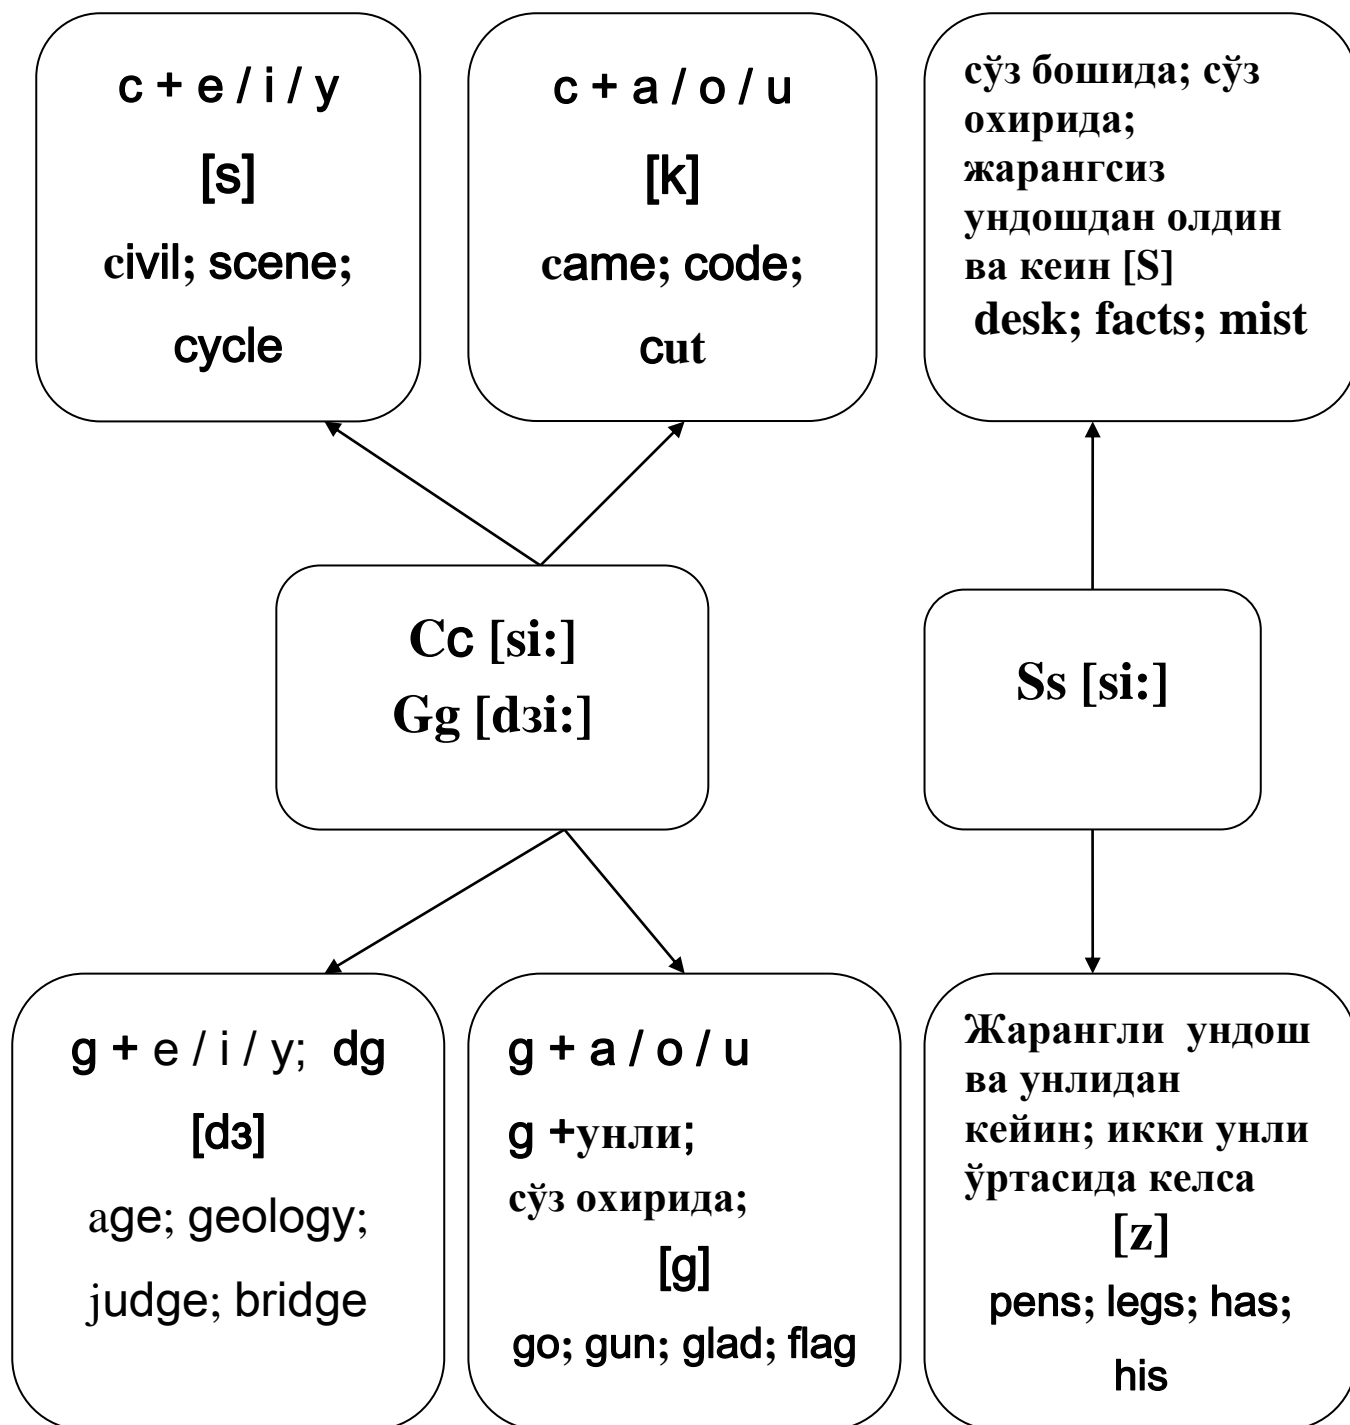 c + e / i / y
[s]
civil; scene;
cycle
c + a / o / u
[k]
came; code;
cut
сўз бошида; сўз
охирида;
жарангсиз
ундошдан олдин
ва кеин [S]
desk; facts; mist
Cc [si:]
Gg [dзi:]
Ss [si:]
g + e / i / y; dg
[dз]
age; geology;
judge; bridge
g + a / o / u
g +унли;
сўз охирида;
[g]
go; gun; glad; flag
Жарангли ундош
ва унлидан
кейин; икки унли
ўртасида келса
[z]
pens; legs; has;
his